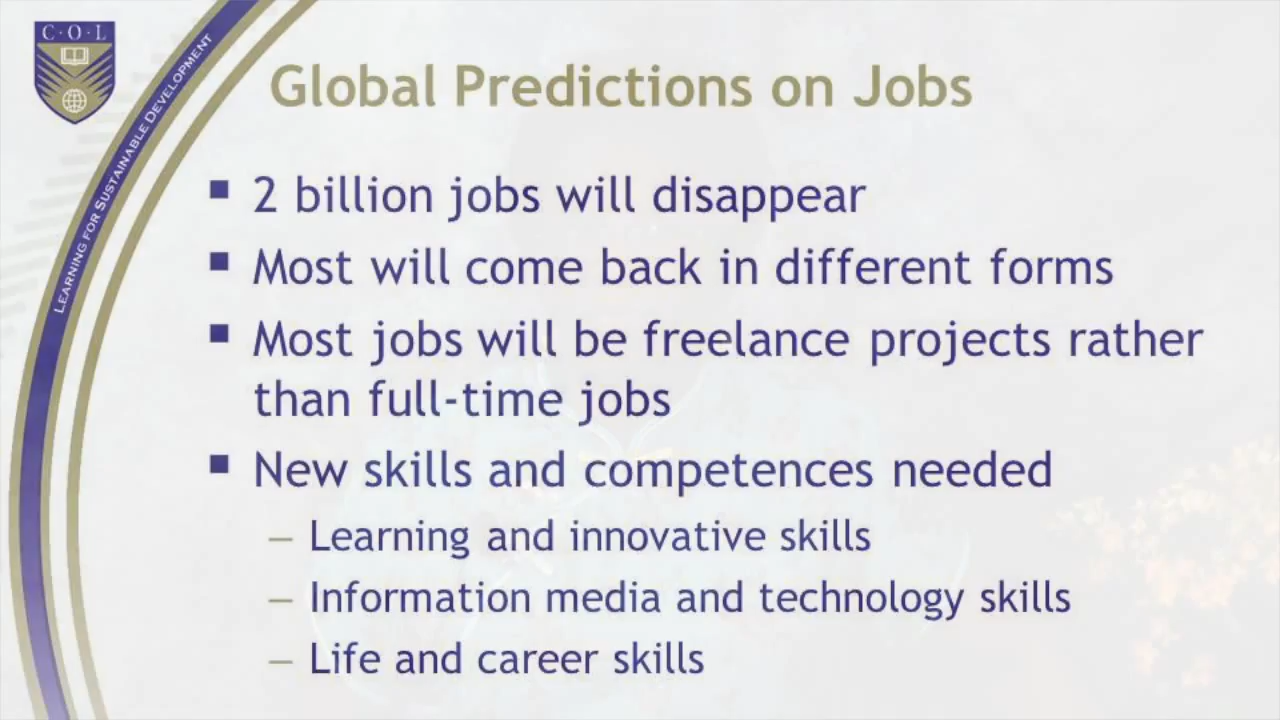 C·O·L
LEARNING FOR SUSTAINABLE DEVELOPMENT
Global Predictions on Jobs
2 billion jobs will disappear
Most will come back in different forms
Most jobs will be freelance projects rather
than full-time jobs
New skills and competences needed
– Learning and innovative skills
– Information media and technology skills
– Life and career skills